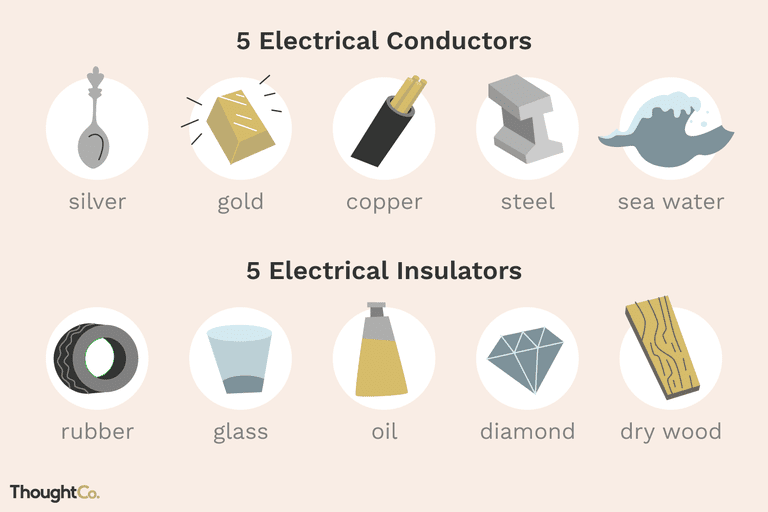 5 Electrical Conductors
silver
gold
copper
steel
sea water
5 Electrical Insulators
rubber
glass
oil
diamond
dry wood
ThoughtCo.